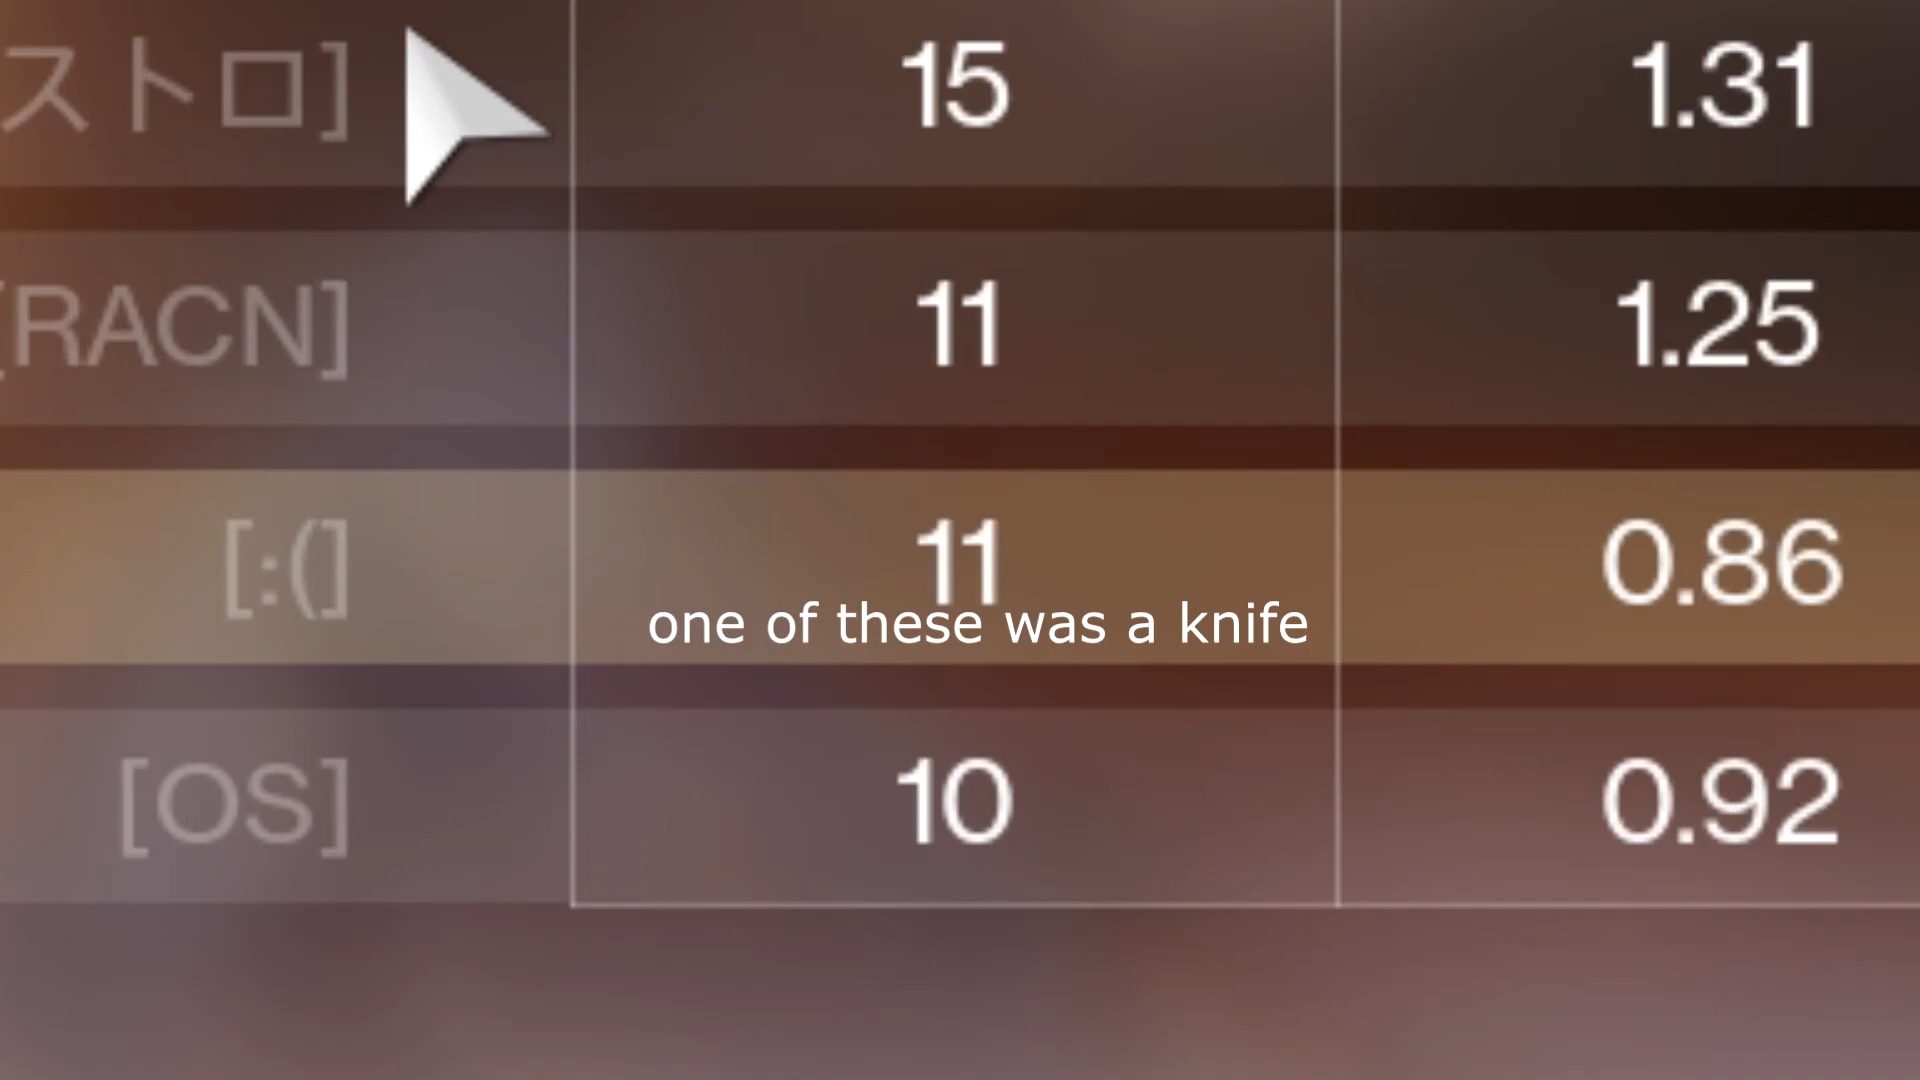 ストロ] 15 1.31
[RACN] 11 1.25
[:(] 11 0.86
one of these was a knife
[OS] 10 0.92